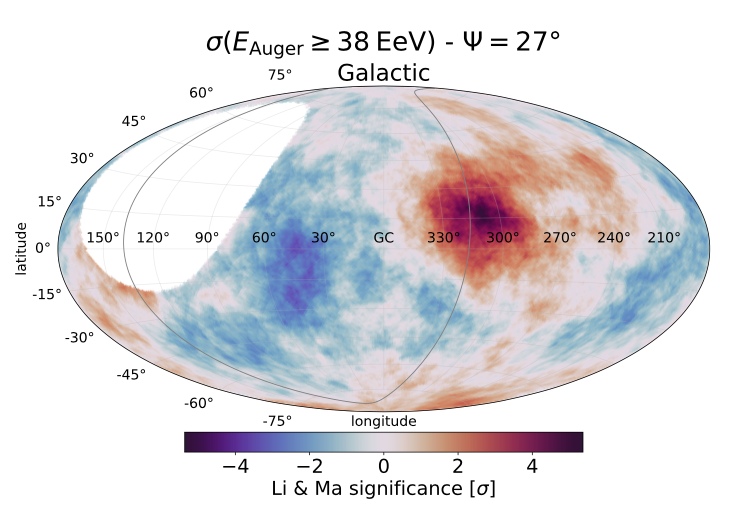 σ(E_Auger ≥ 38 EeV) - Ψ = 27°
Galactic
75°
60°
45°
30°
15°
0°
-15°
-30°
-45°
-60°
-75°
latitude
150° 120° 90° 60° 30° GC 330° 300° 270° 240° 210°
longitude
−4 −2 0 2 4
Li & Ma significance [σ]